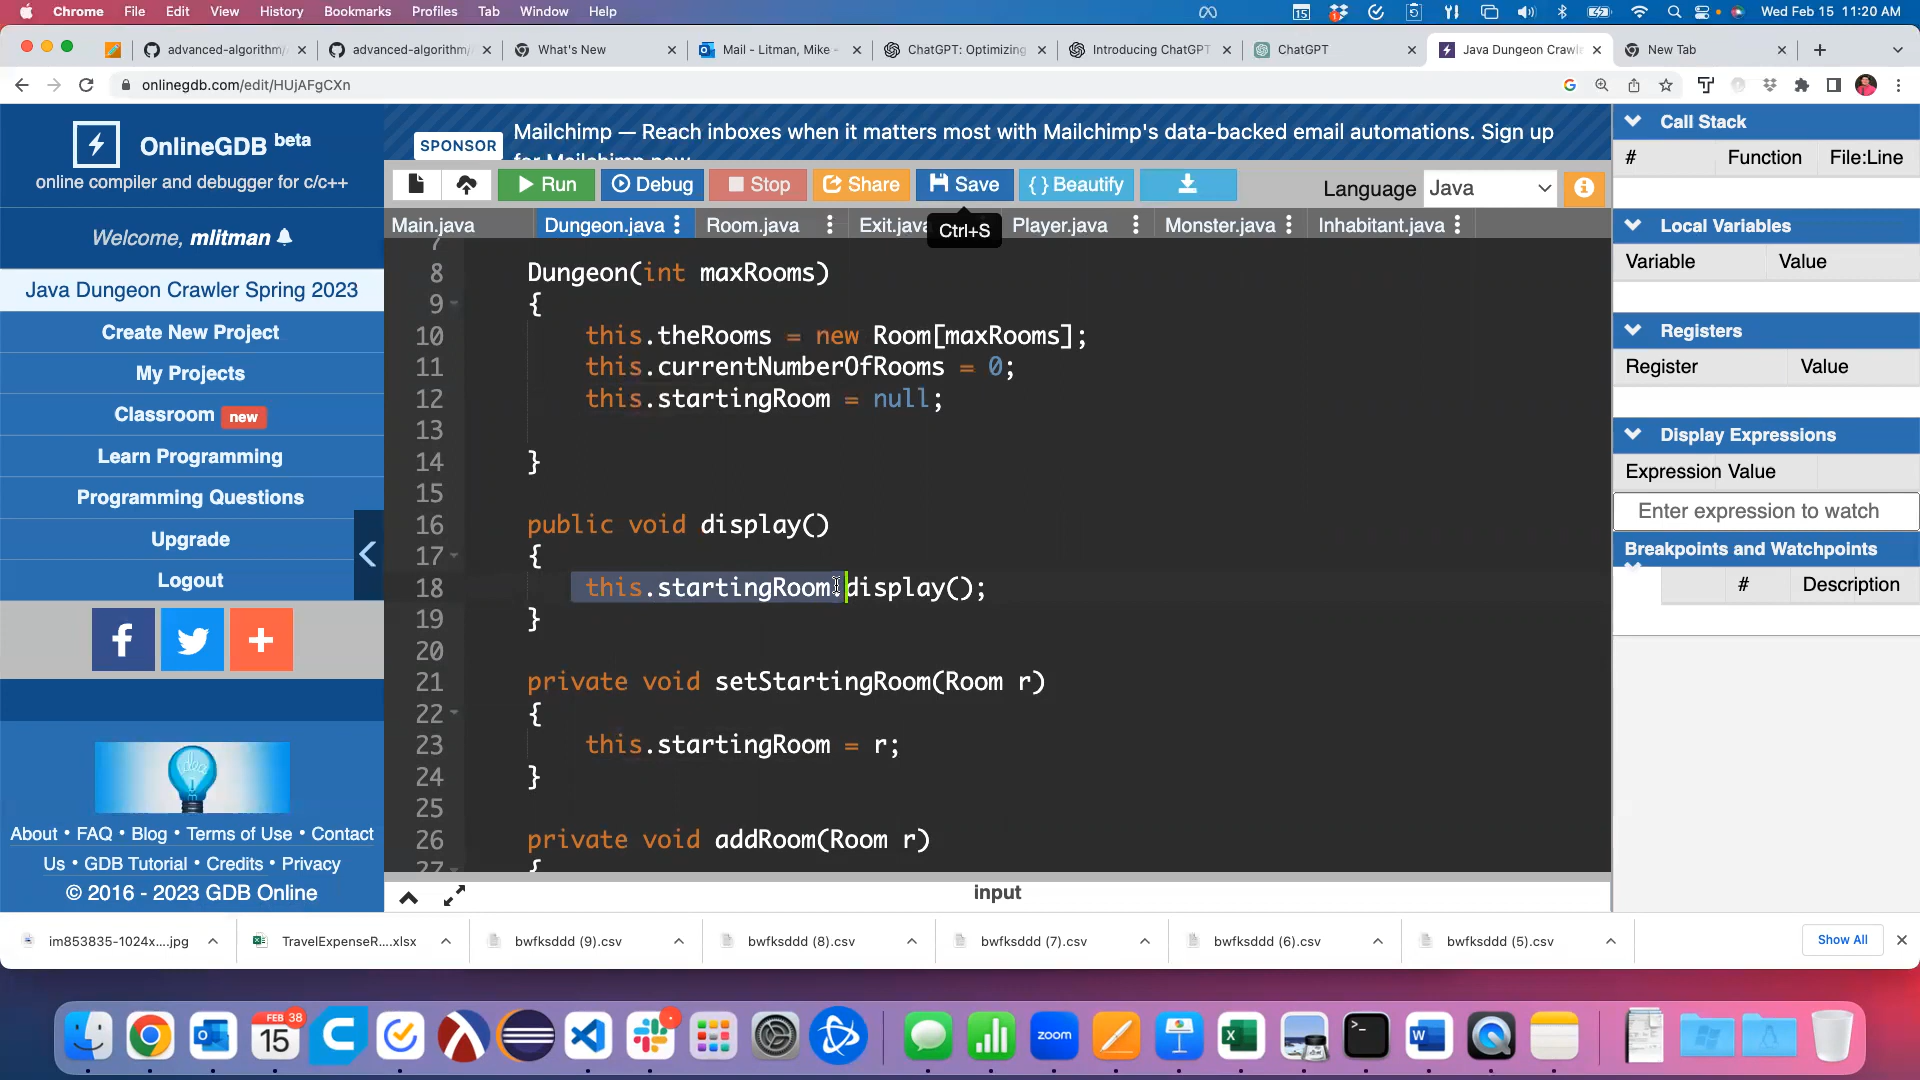 Chrome File Edit View History Bookmarks Profiles Tab Window Help 15 Wed Feb 15 11:20 AM
advanced-algorithm/ advanced-algorithm/ What's New Mail - Litman, Mike - ChatGPT: Optimizing Introducing ChatGPT ChatGPT Java Dungeon Crawl New Tab
onlinegdb.com/edit/HUjAFgCXn
OnlineGDB beta
online compiler and debugger for c/c++
Welcome, mlitman
Java Dungeon Crawler Spring 2023
Create New Project
My Projects
Classroom new
Learn Programming
Programming Questions
Upgrade
Logout
About • FAQ • Blog • Terms of Use • Contact
Us • GDB Tutorial • Credits • Privacy
© 2016 - 2023 GDB Online
SPONSOR Mailchimp — Reach inboxes when it matters most with Mailchimp's data-backed email automations. Sign up
for Mailchimp now
Run Debug Stop Share Save { } Beautify Language Java
Main.java Dungeon.java Room.java Exit.java Player.java Monster.java Inhabitant.java
Ctrl+S
7
8 Dungeon(int maxRooms)
9 {
10 this.theRooms = new Room[maxRooms];
11 this.currentNumberOfRooms = 0;
12 this.startingRoom = null;
13
14 }
15
16 public void display()
17 {
18 this.startingRoom.display();
19 }
20
21 private void setStartingRoom(Room r)
22 {
23 this.startingRoom = r;
24 }
25
26 private void addRoom(Room r)
27 {
input
Call Stack
# Function File:Line
Local Variables
Variable Value
Registers
Register Value
Display Expressions
Expression Value
Enter expression to watch
Breakpoints and Watchpoints
# Description
im853835-1024x....jpg TravelExpenseR....xlsx bwfksddd (9).csv bwfksddd (8).csv bwfksddd (7).csv bwfksddd (6).csv bwfksddd (5).csv Show All
FEB 38
15
zoom